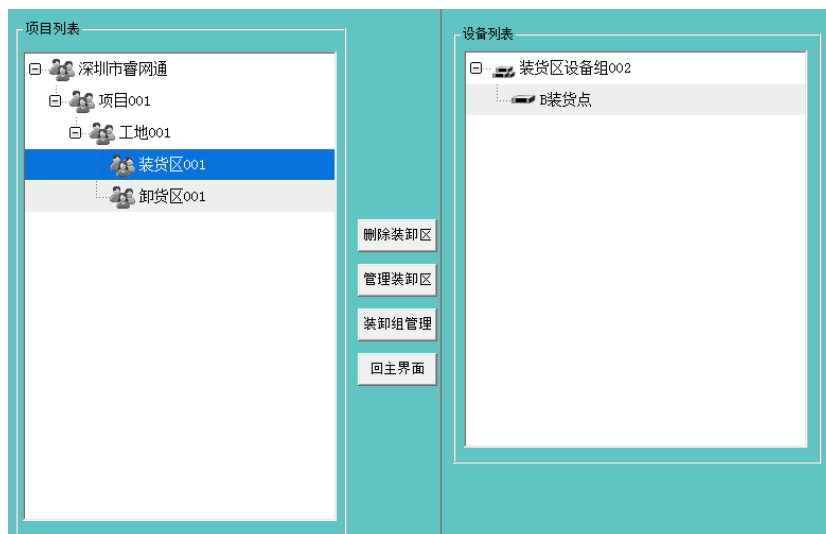 项目列表
深圳市睿网通
项目001
工地001
装货区001
卸货区001
删除装卸区
管理装卸区
装卸组管理
回主界面
设备列表
装货区设备组002
B装货点